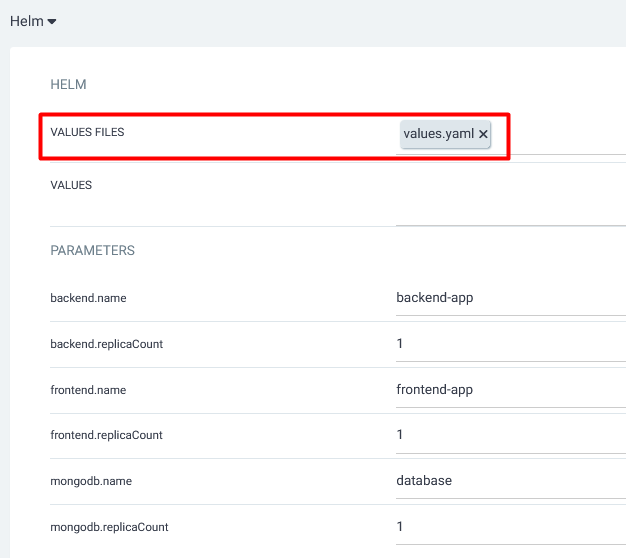 Helm
HELM
VALUES FILES values.yaml ✕
VALUES
PARAMETERS
backend.name backend-app
backend.replicaCount 1
frontend.name frontend-app
frontend.replicaCount 1
mongodb.name database
mongodb.replicaCount 1